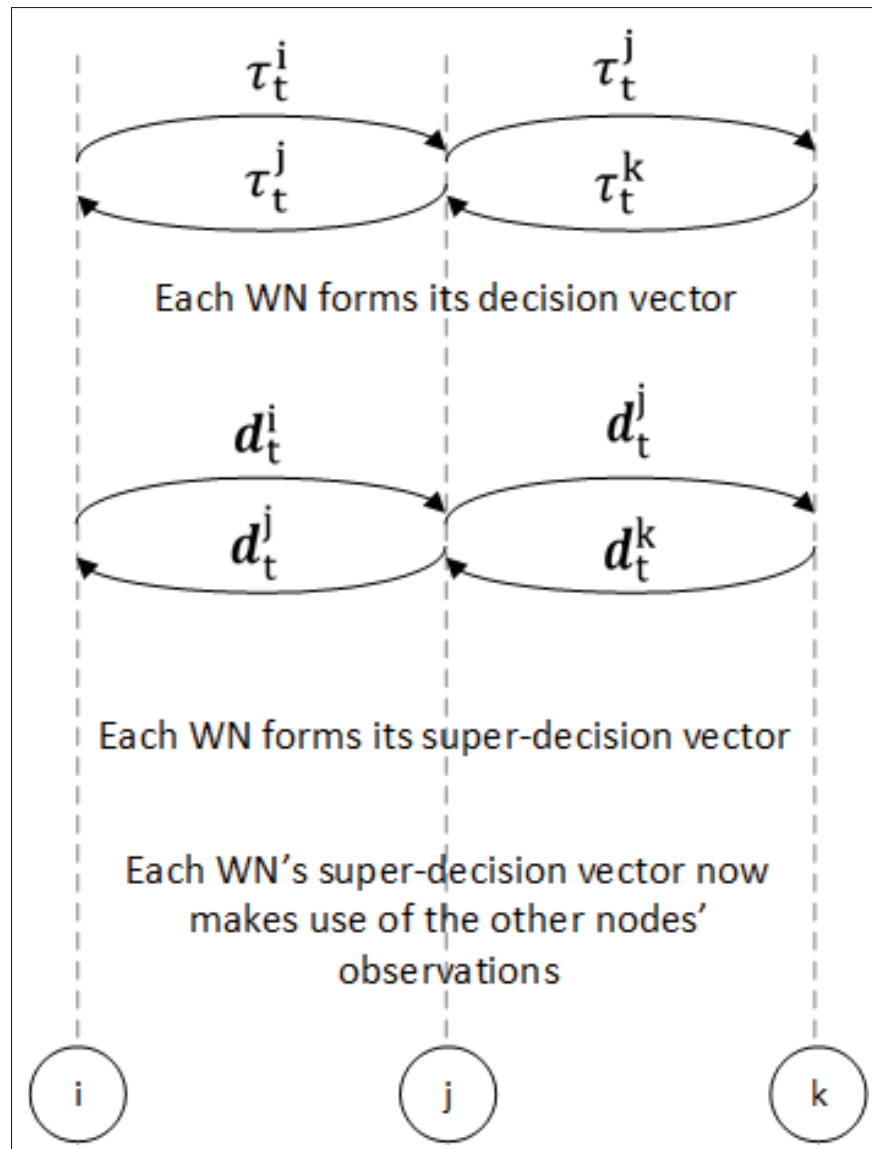 τ_t^i τ_t^j
τ_t^j τ_t^k
Each WN forms its decision vector
d_t^i d_t^j
d_t^j d_t^k
Each WN forms its super-decision vector
Each WN’s super-decision vector now
makes use of the other nodes’
observations
i j k